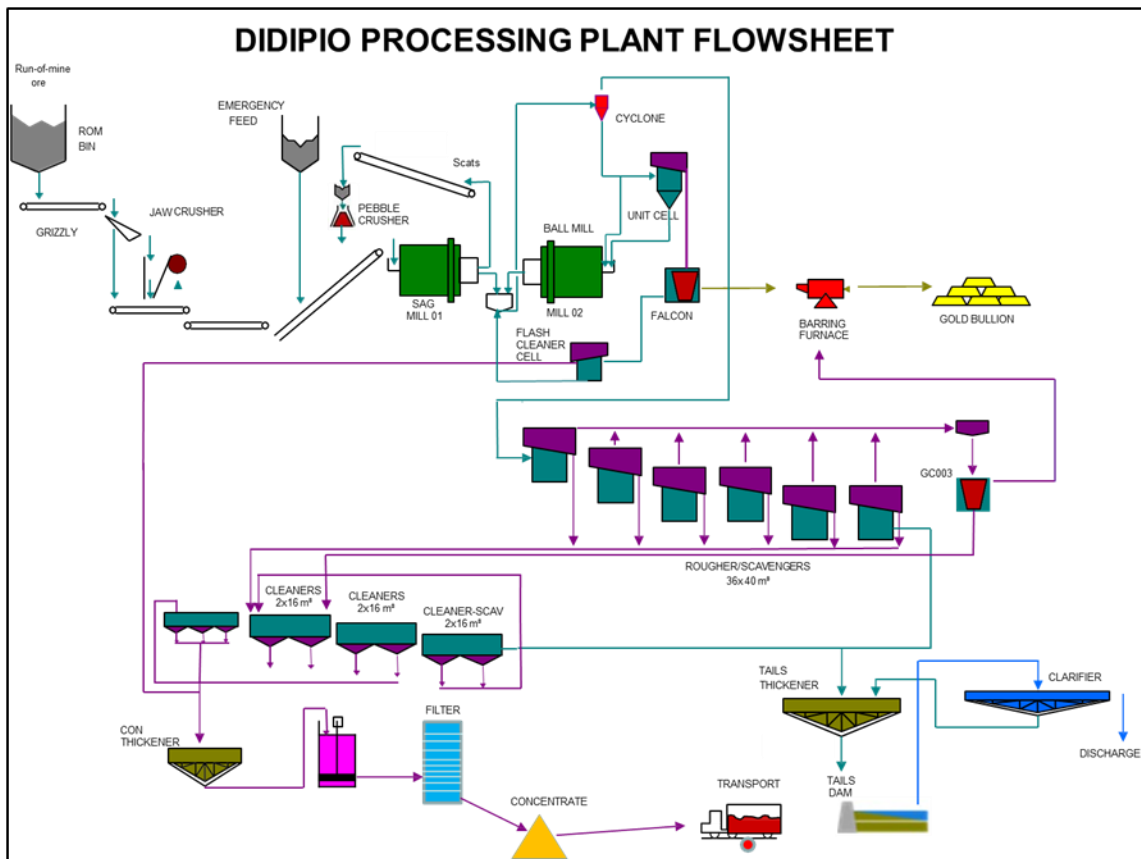 DIDIPIO PROCESSING PLANT FLOWSHEET
Run-of-mine
ore
ROM
BIN
EMERGENCY
FEED
CYCLONE
Scats
JAW CRUSHER
PEBBLE
CRUSHER
UNIT CELL
GRIZZLY
BALL MILL
SAG
MILL 01
MILL 02
FALCON
FLASH
CLEANER
CELL
BARRING
FURNACE
GOLD BULLION
GC003
ROUGHER/SCAVENGERS
36x 40 m³
CLEANERS
2x16 m³
CLEANERS
2x16 m³
CLEANER-SCAV
2x16 m³
TAILS
THICKENER
CLARIFIER
CON
THICKENER
FILTER
DISCHARGE
TAILS
DAM
TRANSPORT
CONCENTRATE